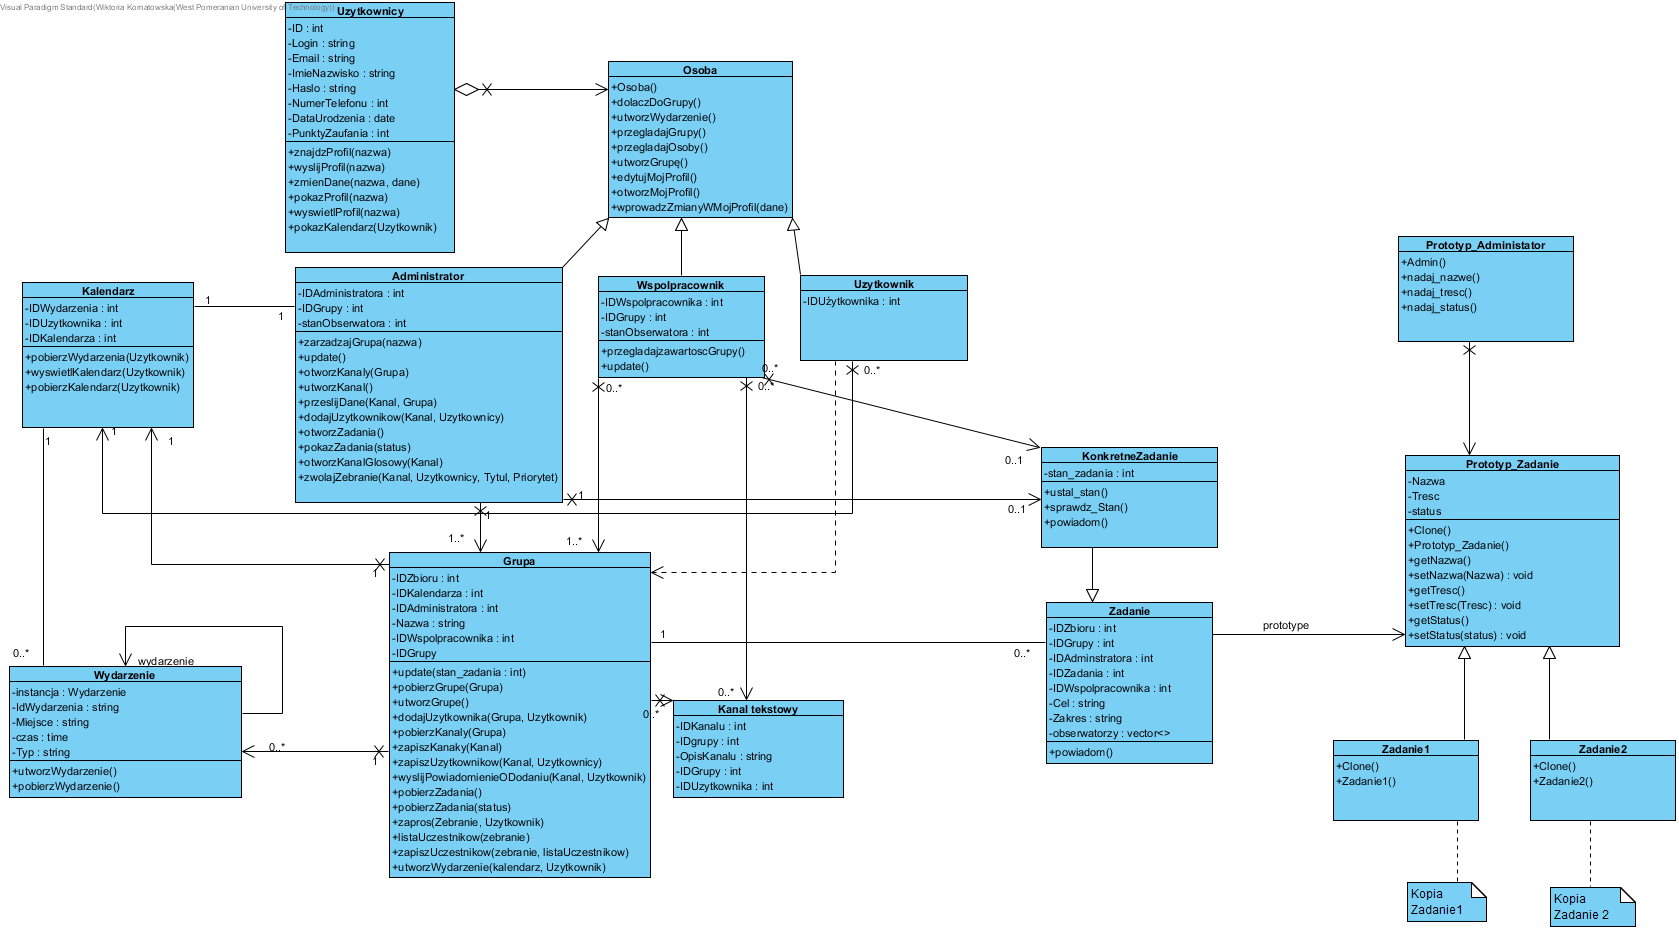 Visual Paradigm Standard(Wiktoria Kornatowska(West Pomeranian University of Technology))
Uzytkownicy
-ID : int
-Login : string
-Email : string
-ImieNazwisko : string
-Haslo : string
-NumerTelefonu : int
-DataUrodzenia : date
-PunktyZaufania : int
+znajdzProfil(nazwa)
+wyslijProfil(nazwa)
+zmienDane(nazwa, dane)
+pokazProfil(nazwa)
+wyswietlProfil(nazwa)
+pokazKalendarz(Uzytkownik)
Osoba
+Osoba()
+dolaczDoGrupy()
+utworzWydarzenie()
+przegladajGrupy()
+przegladajOsoby()
+utworzGrupę()
+edytujMojProfil()
+otworzMojProfil()
+wprowadzZmianyWMojProfil(dane)
Kalendarz
-IDWydarzenia : int
-IDUzytkownika : int
-IDKalendarza : int
+pobierzWydarzenia(Uzytkownik)
+wyswietlKalendarz(Uzytkownik)
+pobierzKalendarz(Uzytkownik)
1
1
Administrator
-IDAdministratora : int
-IDGrupy : int
-stanObserwatora : int
+zarzadzajGrupa(nazwa)
+update()
+otworzKanaly(Grupa)
+utworzKanal()
+przeslijDane(Kanal, Grupa)
+dodajUzytkownikow(Kanal, Uzytkownicy)
+otworzZadania()
+pokazZadania(status)
+otworzKanalGlosowy(Kanal)
+zwolajZebranie(Kanal, Uzytkownicy, Tytul, Priorytet)
Wspolpracownik
-IDWspolpracownika : int
-IDGrupy : int
-stanObserwatora : int
+przegladajzawartoscGrupy()
+update()
Uzytkownik
-IDUżytkownika : int
Prototyp_Administator
+Admin()
+nadaj_nazwe()
+nadaj_tresc()
+nadaj_status()
0..*
0..*
0..*
0..*
1
1
1
0..1
KonkretneZadanie
-stan_zadania : int
+ustal_stan()
+sprawdz_Stan()
+powiadom()
1
0..1
1
1..*
1..*
Prototyp_Zadanie
-Nazwa
-Tresc
-status
+Clone()
+Prototyp_Zadanie()
+getNazwa()
+setNazwa(Nazwa) : void
+getTresc()
+setTresc(Tresc) : void
+getStatus()
+setStatus(status) : void
Grupa
-IDZbioru : int
-IDKalendarza : int
-IDAdministratora : int
-Nazwa : string
-IDWspolpracownika : int
-IDGrupy
+update(stan_zadania : int)
+pobierzGrupe(Grupa)
+utworzGrupe()
+dodajUzytkownika(Grupa, Uzytkownik)
+pobierzKanaly(Grupa)
+zapiszKanaky(Kanal)
+zapiszUzytkownikow(Kanal, Uzytkownicy)
+wyslijPowiadomienieODodaniu(Kanal, Uzytkownik)
+pobierzZadania()
+pobierzZadania(status)
+zapros(Zebranie, Uzytkownik)
+listaUczestnikow(zebranie)
+zapiszUczestnikow(zebranie, listaUczestnikow)
+utworzWydarzenie(kalendarz, Uzytkownik)
1
1
0..*
Zadanie
-IDZbioru : int
-IDGrupy : int
-IDAdminstratora : int
-IDZadania : int
-IDWspolpracownika : int
-Cel : string
-Zakres : string
-obserwatorzy : vector<>
+powiadom()
prototype
0..*
wydarzenie
Wydarzenie
-instancja : Wydarzenie
-IdWydarzenia : string
-Miejsce : string
-czas : time
-Typ : string
+utworzWydarzenie()
+pobierzWydarzenie()
0..*
1
0..*
0..*
Kanal tekstowy
-IDKanalu : int
-IDgrupy : int
-OpisKanalu : string
-IDGrupy : int
-IDUzytkownika : int
Zadanie1
+Clone()
+Zadanie1()
Zadanie2
+Clone()
+Zadanie2()
Kopia
Zadanie1
Kopia
Zadanie 2